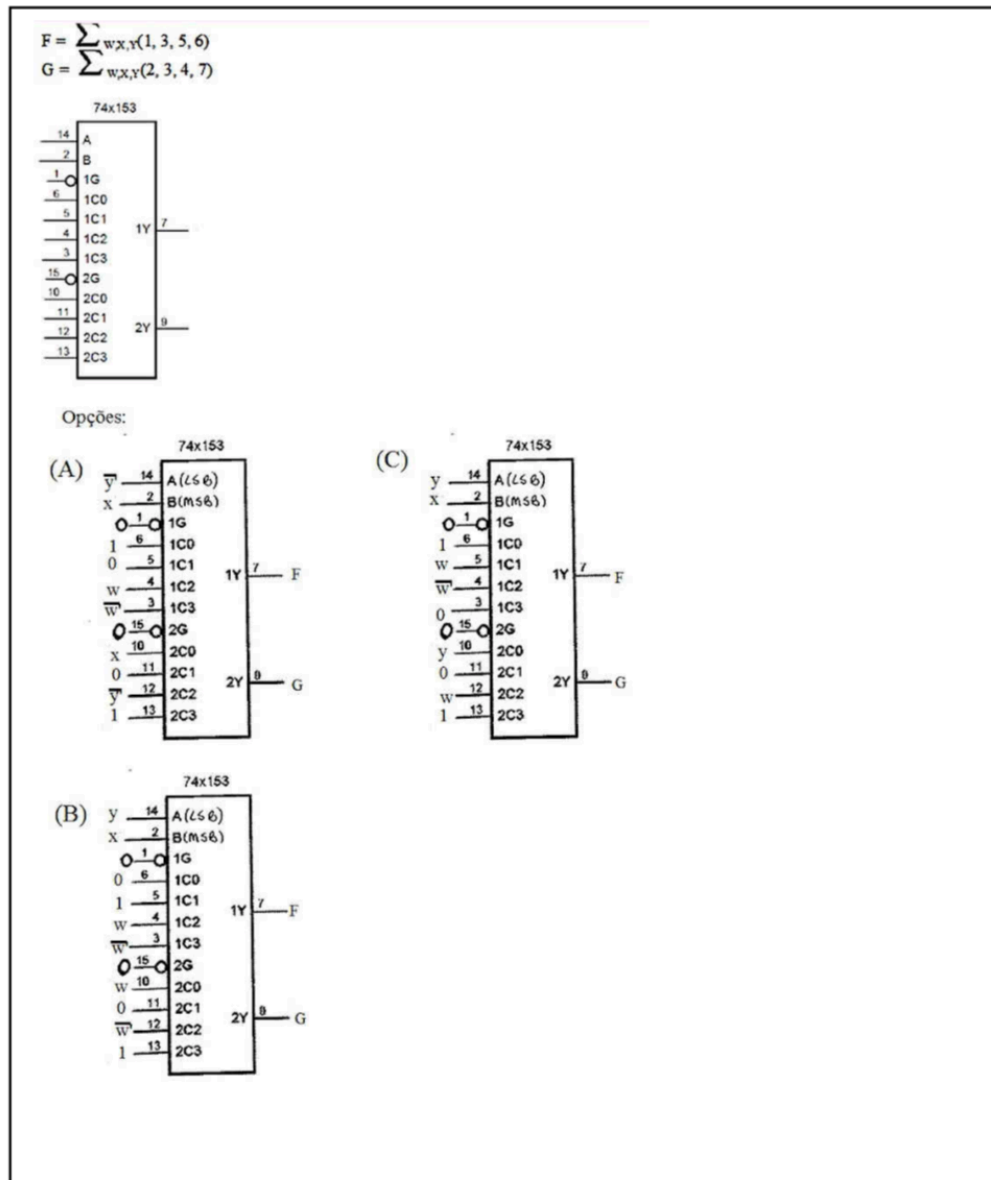 F = ∑ W,X,Y(1, 3, 5, 6)
G = ∑ W,X,Y(2, 3, 4, 7)
74x153
14 A
2 B
1 1G
6 1C0
5 1C1
4 1C2
3 1C3
1Y 7
15 2G
10 2C0
11 2C1
12 2C2
13 2C3
2Y 9
Opções:
(A)
74x153
y̅ 14 A(LSB)
x 2 B(MSB)
0 1 1G
1 6 1C0
0 5 1C1
w 4 1C2
w̅ 3 1C3
1Y 7 F
0 15 2G
x 10 2C0
0 11 2C1
y̅ 12 2C2
1 13 2C3
2Y 9 G
(C)
74x153
y 14 A(LSB)
x 2 B(MSB)
0 1 1G
1 6 1C0
w 5 1C1
w̅ 4 1C2
0 3 1C3
1Y 7 F
0 15 2G
y 10 2C0
0 11 2C1
w 12 2C2
1 13 2C3
2Y 9 G
(B)
74x153
y 14 A(LSB)
x 2 B(MSB)
0 1 1G
0 6 1C0
1 5 1C1
w 4 1C2
w̅ 3 1C3
1Y 7 F
0 15 2G
w 10 2C0
0 11 2C1
w̅ 12 2C2
1 13 2C3
2Y 9 G